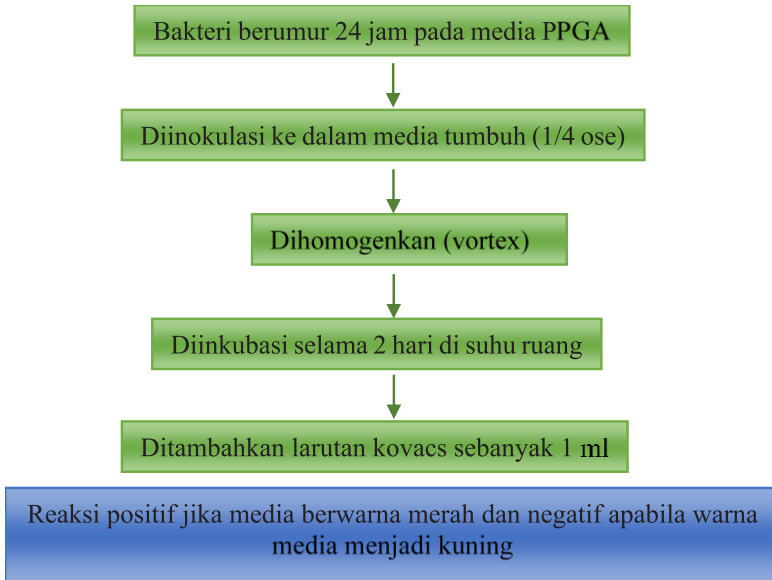 Bakteri berumur 24 jam pada media PPGA
Diinokulasi ke dalam media tumbuh (1/4 ose)
Dihomogenkan (vortex)
Diinkubasi selama 2 hari di suhu ruang
Ditambahkan larutan kovacs sebanyak 1 ml
Reaksi positif jika media berwarna merah dan negatif apabila warna
media menjadi kuning